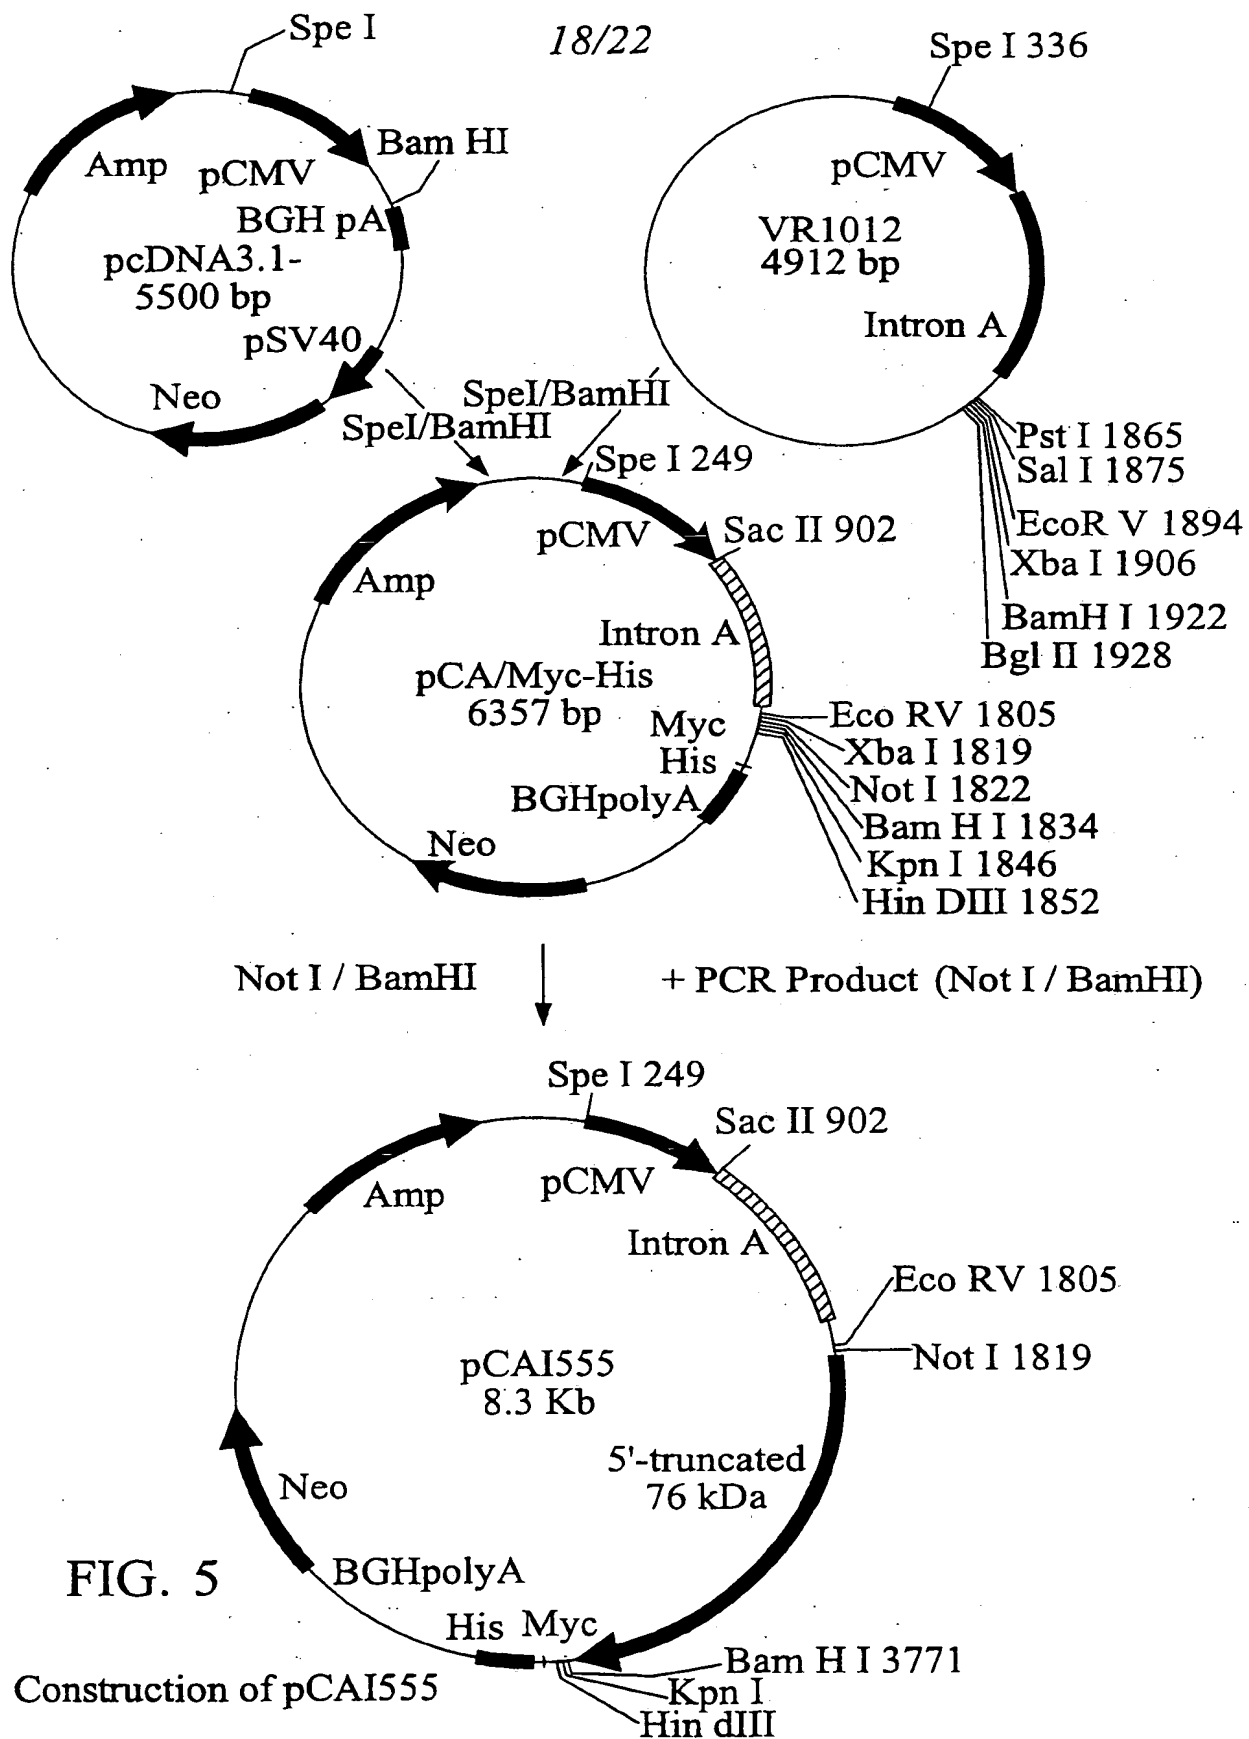 18/22
Spe I
Amp
pCMV
Bam HI
BGH pA
pcDNA3.1-
5500 bp
pSV40
Neo
SpeI/BamHI
Spe I 336
pCMV
VR1012
4912 bp
Intron A
SpeI/BamHI
Pst I 1865
Sal I 1875
EcoR V 1894
Xba I 1906
BamH I 1922
Bgl II 1928
Spe I 249
pCMV
Sac II 902
Amp
Intron A
pCA/Myc-His
6357 bp
Myc
His
BGHpolyA
Neo
Eco RV 1805
Xba I 1819
Not I 1822
Bam H I 1834
Kpn I 1846
Hin DIII 1852
Not I / BamHI
+ PCR Product (Not I / BamHI)
Spe I 249
Sac II 902
Amp
pCMV
Intron A
Eco RV 1805
Not I 1819
pCAI555
8.3 Kb
5'-truncated
76 kDa
Neo
BGHpolyA
His Myc
Bam H I 3771
Kpn I
Hin dIII
FIG. 5
Construction of pCAI555